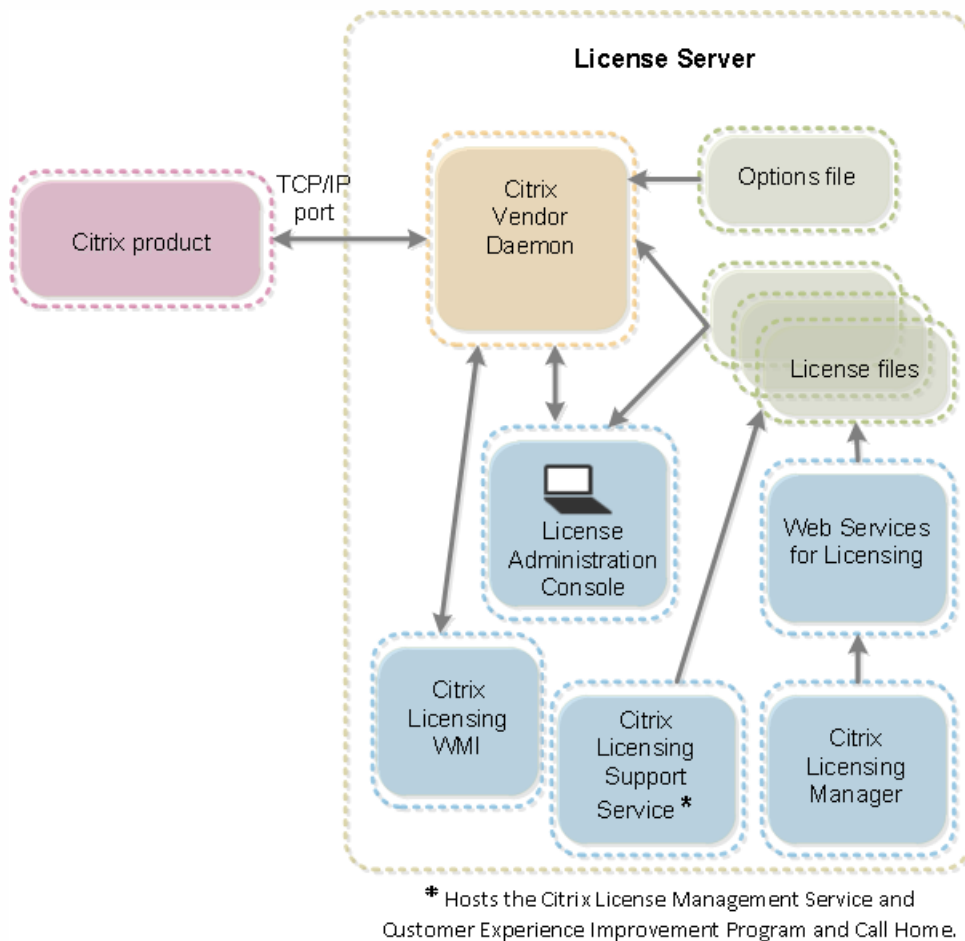 License Server
Citrix product
TCP/IP
port
Citrix
Vendor
Daemon
Options file
License files
License
Administration
Console
Web Services
for Licensing
Citrix
Licensing
WMI
Citrix
Licensing
Support
Service *
Citrix
Licensing
Manager
* Hosts the Citrix License Management Service and
Customer Experience Improvement Program and Call Home.